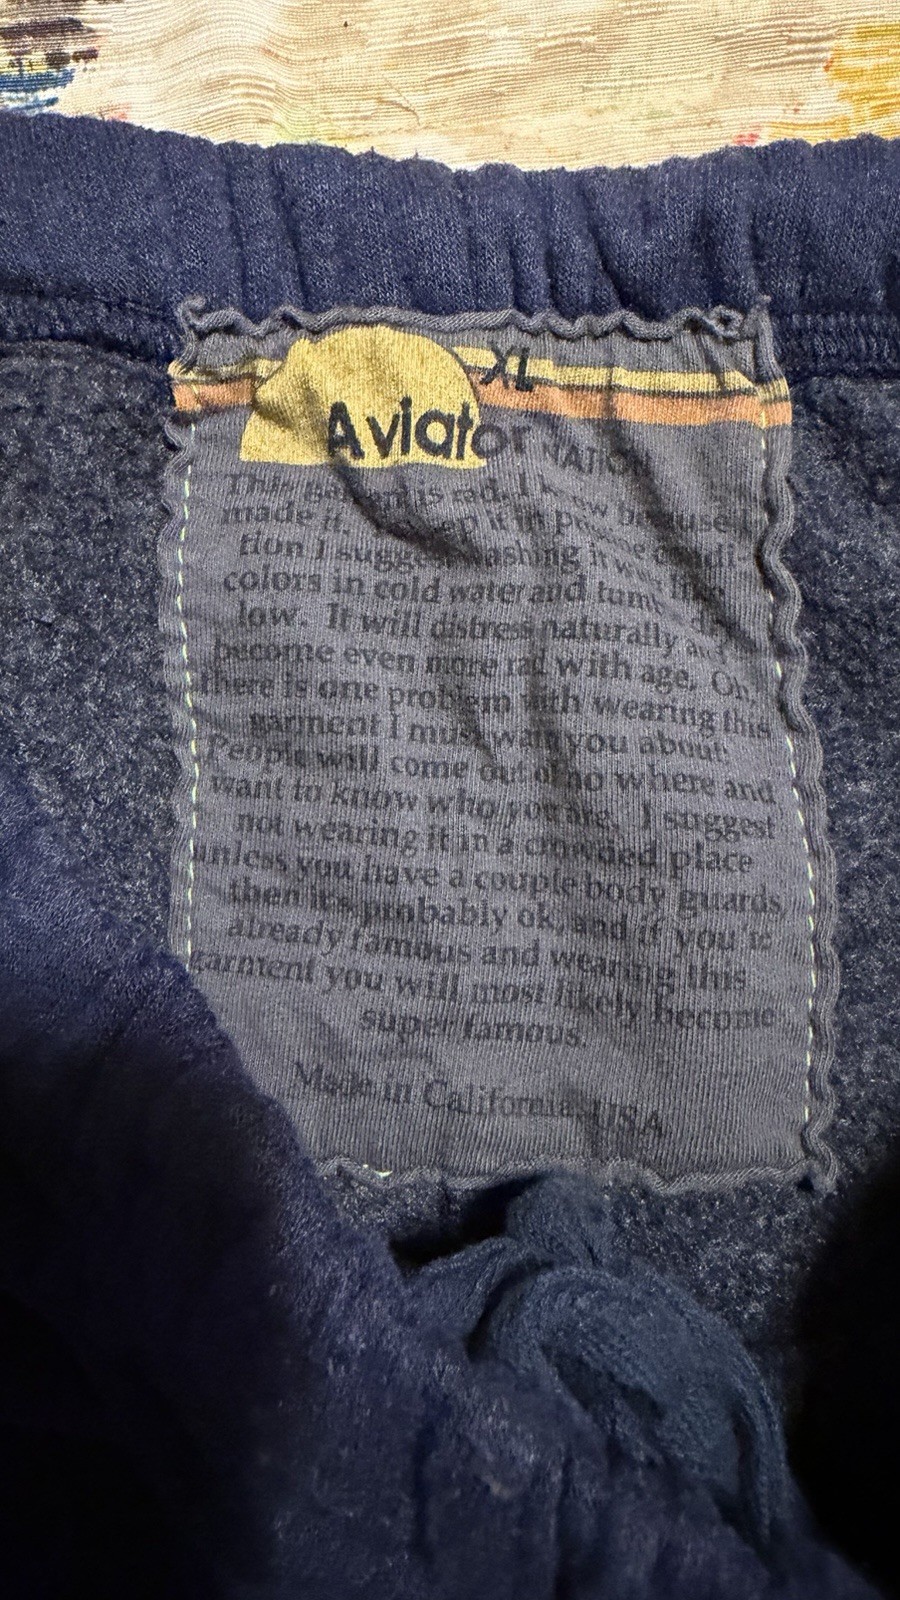 XL
Aviator NATION
This garment is rad. I know because I
made it. To keep it in prestine condi-
tion I suggest washing it with like
colors in cold water and tumble dry
low. It will distress naturally and
become even more rad with age. Oh,
there is one problem with wearing this
garment I must warn you about:
People will come out of no where and
want to know who you are. I suggest
not wearing it in a crowded place
unless you have a couple body guards,
then it's probably ok, and if you're
already famous and wearing this
garment you will most likely become
super famous.
Made in California, USA